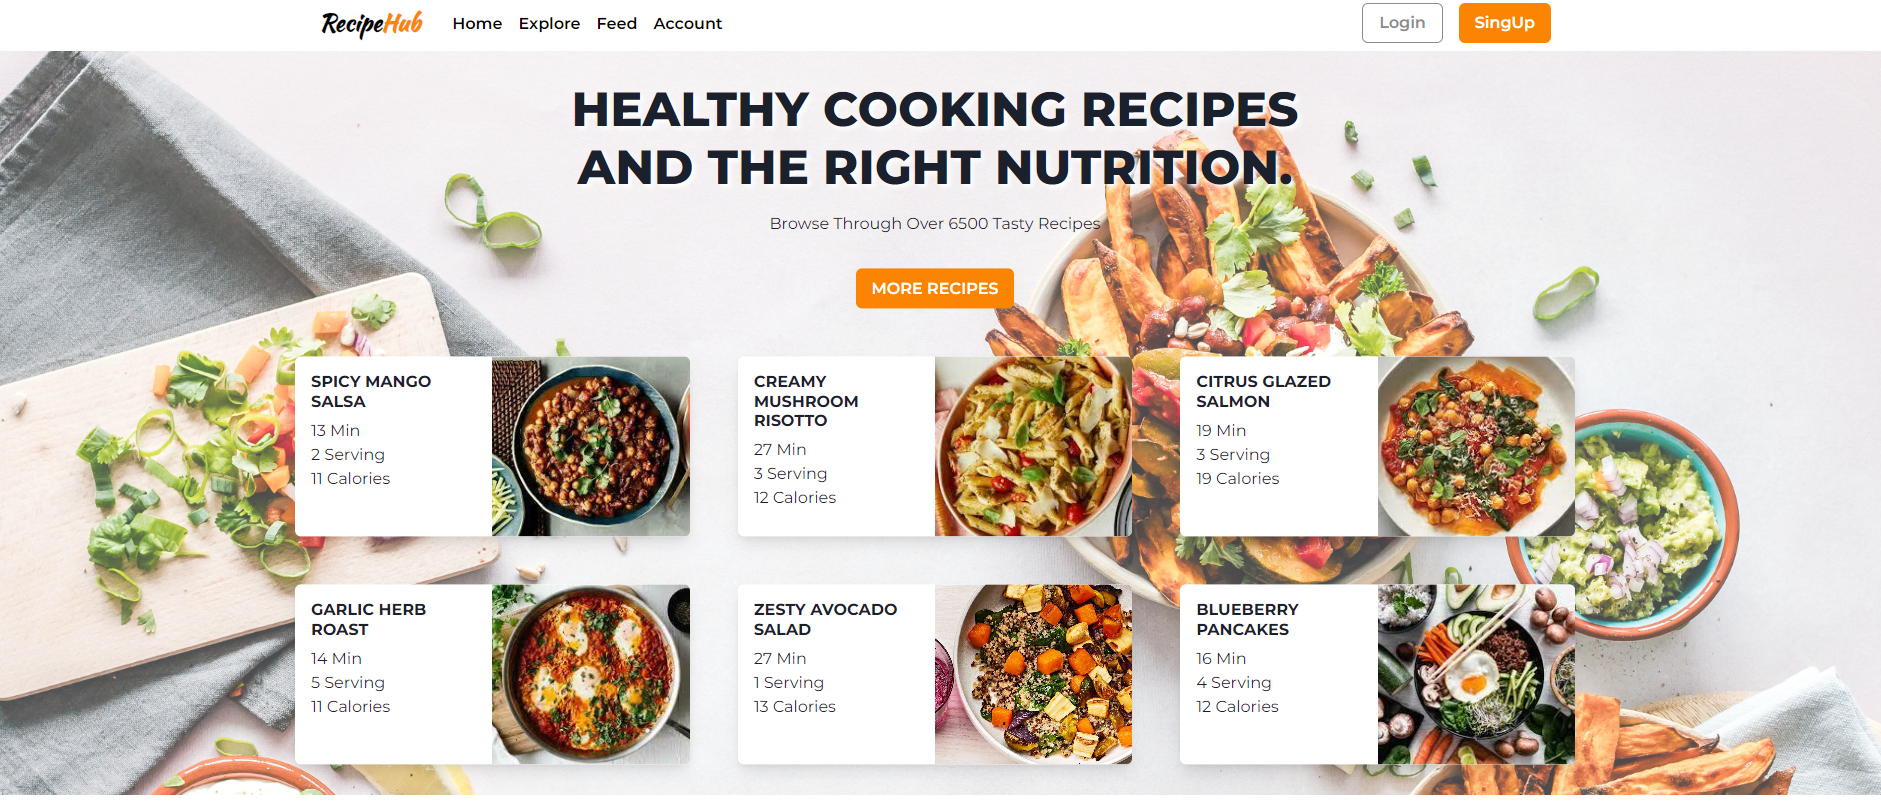 RecipeHub
Home
Explore
Feed
Account
Login
SingUp
HEALTHY COOKING RECIPES
AND THE RIGHT NUTRITION.
Browse Through Over 6500 Tasty Recipes
MORE RECIPES
SPICY MANGO
SALSA
13 Min
2 Serving
11 Calories
CREAMY
MUSHROOM
RISOTTO
27 Min
3 Serving
12 Calories
CITRUS GLAZED
SALMON
19 Min
3 Serving
19 Calories
GARLIC HERB
ROAST
14 Min
5 Serving
11 Calories
ZESTY AVOCADO
SALAD
27 Min
1 Serving
13 Calories
BLUEBERRY
PANCAKES
16 Min
4 Serving
12 Calories